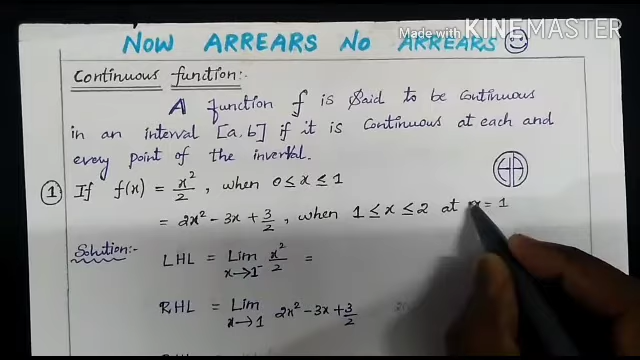 Made with KINEMASTER
NOW ARREARS NO ARREARS
Continuous function:-
A function f is said to be continuous
in an interval [a, b] if it is continuous at each and
every point of the inverval.
① If f(x) = x²/2, when 0 ≤ x ≤ 1
= 2x² - 3x + 3/2, when 1 ≤ x ≤ 2 at x = 1
Solution:
LHL = Lim x→1⁻ x²/2 =
RHL = Lim x→1 2x² - 3x + 3/2